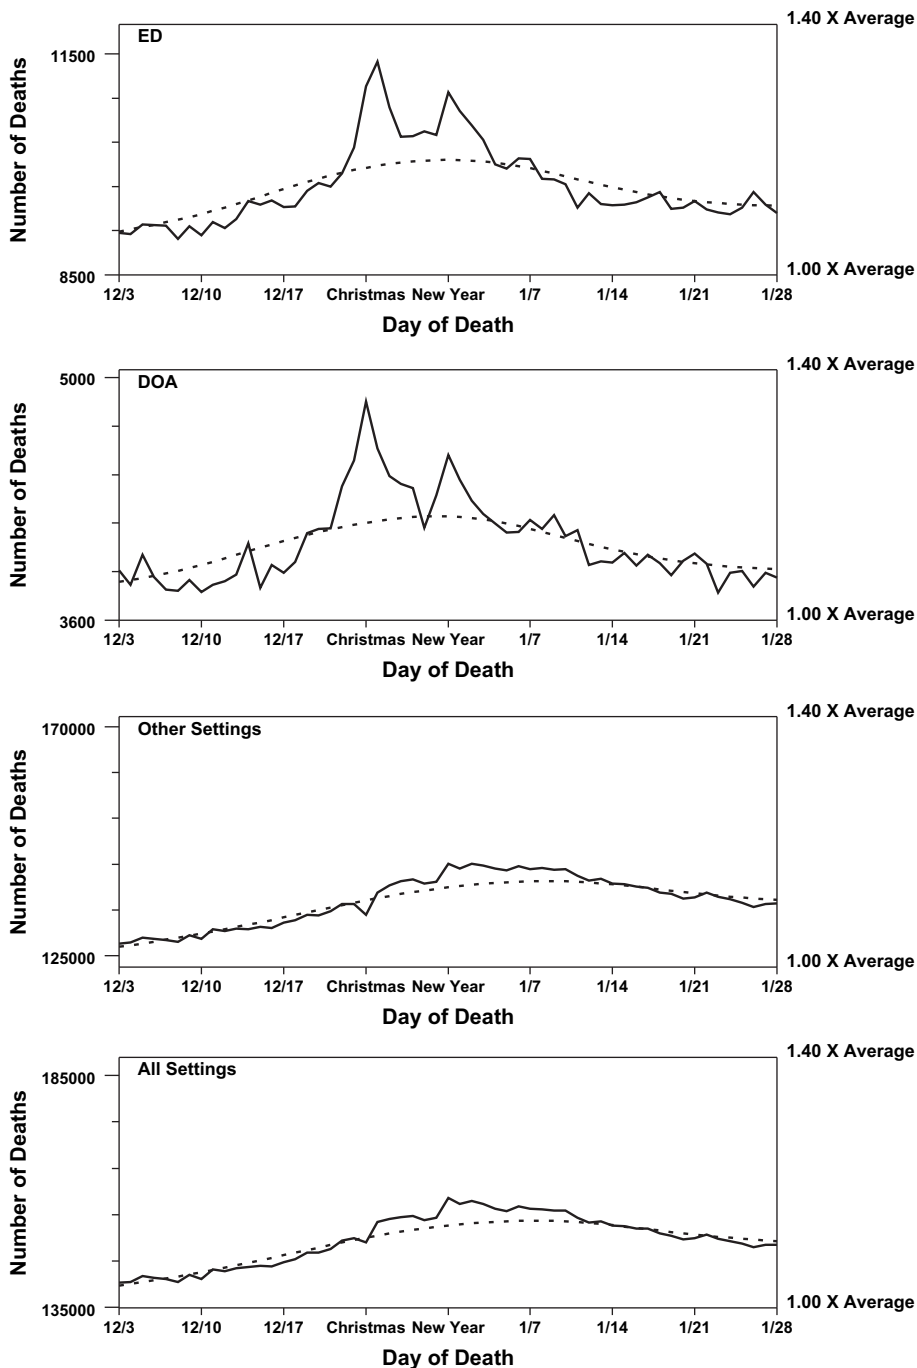 1.40 X Average
ED
11500
Number of Deaths
8500
1.00 X Average
12/3 12/10 12/17 Christmas New Year 1/7 1/14 1/21 1/28
Day of Death
1.40 X Average
DOA
5000
Number of Deaths
3600
1.00 X Average
12/3 12/10 12/17 Christmas New Year 1/7 1/14 1/21 1/28
Day of Death
1.40 X Average
Other Settings
170000
Number of Deaths
125000
1.00 X Average
12/3 12/10 12/17 Christmas New Year 1/7 1/14 1/21 1/28
Day of Death
1.40 X Average
All Settings
185000
Number of Deaths
135000
1.00 X Average
12/3 12/10 12/17 Christmas New Year 1/7 1/14 1/21 1/28
Day of Death